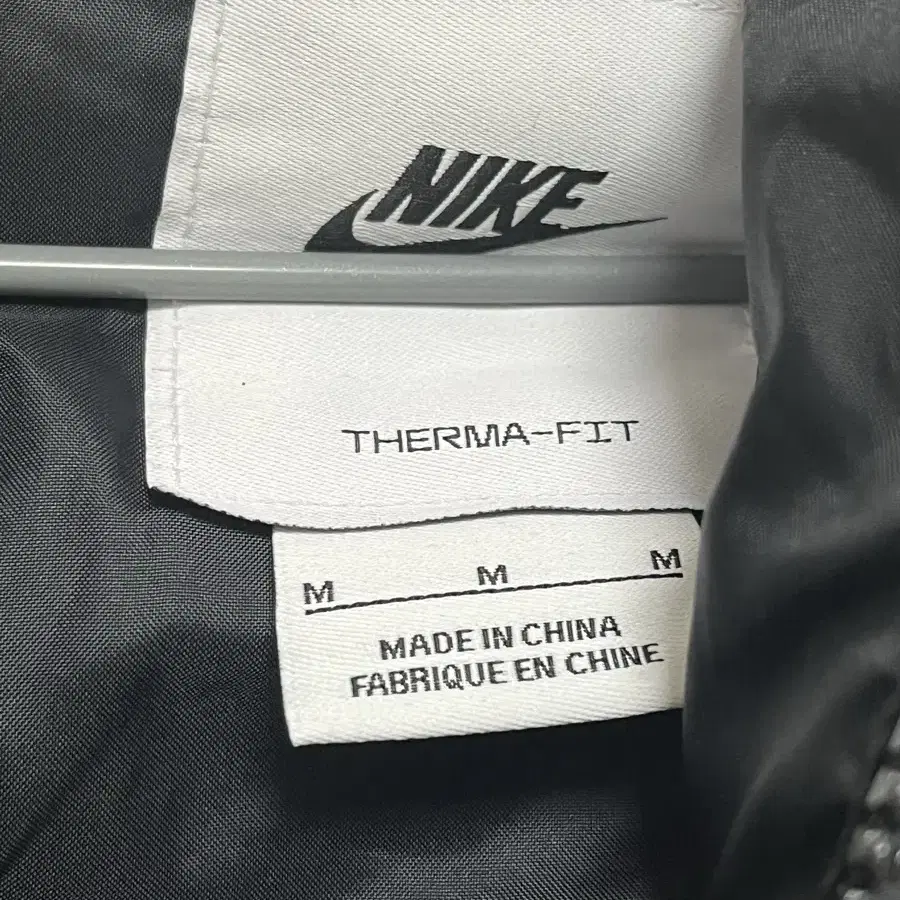 NIKE
THERMA-FIT
M M M
MADE IN CHINA
FABRIQUE EN CHINE